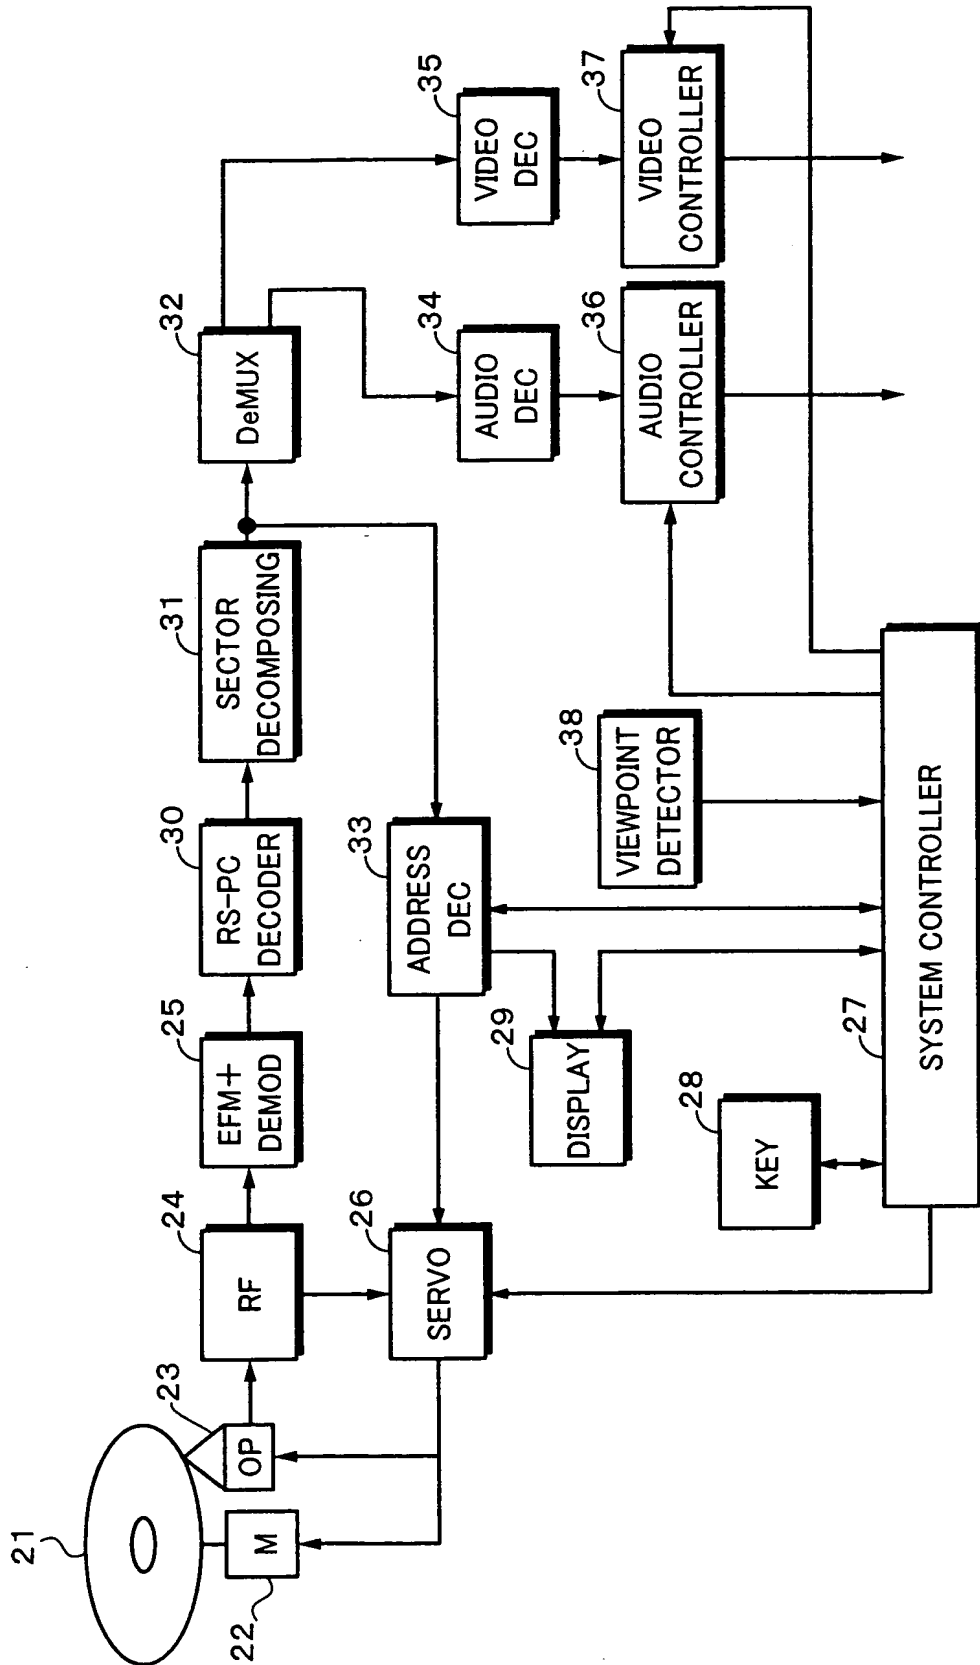 21
22
M
23
OP
24
RF
25
EFM+
DEMOD
30
RS-PC
DECODER
31
SECTOR
DECOMPOSING
32
DeMUX
26
SERVO
33
ADDRESS
DEC
34
AUDIO
DEC
35
VIDEO
DEC
29
DISPLAY
38
VIEWPOINT
DETECTOR
36
AUDIO
CONTROLLER
37
VIDEO
CONTROLLER
28
KEY
27
SYSTEM CONTROLLER